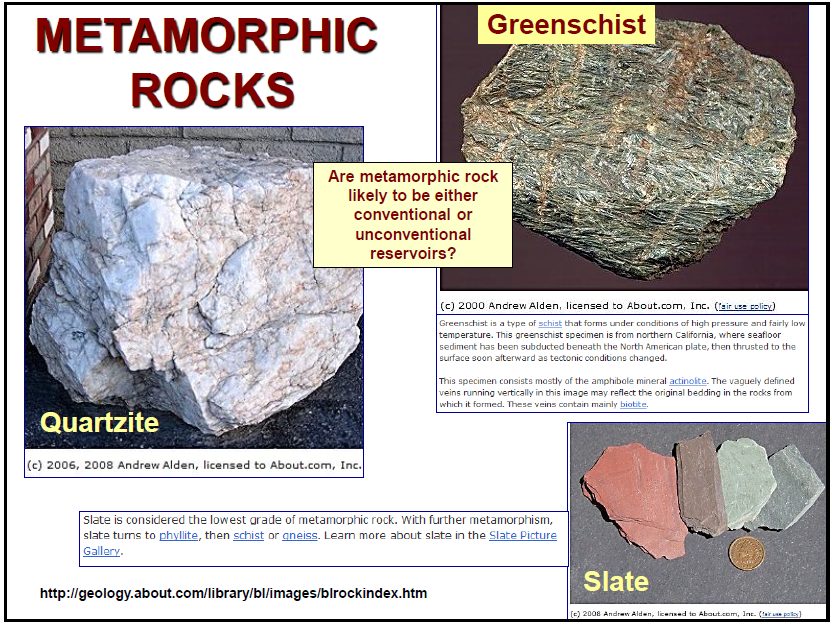 METAMORPHIC
ROCKS
Greenschist
Are metamorphic rock
likely to be either
conventional or
unconventional
reservoirs?
(c) 2000 Andrew Alden, licensed to About.com, Inc. (fair use policy)
Greenschist is a type of schist that forms under conditions of high pressure and fairly low
temperature. This greenschist specimen is from northern California, where seafloor
sediment has been subducted beneath the North American plate, then thrusted to the
surface soon afterward as tectonic conditions changed.
This specimen consists mostly of the amphibole mineral actinolite. The vaguely defined
veins running vertically in this image may reflect the original bedding in the rocks from
which it formed. These veins contain mainly biotite.
Quartzite
(c) 2006, 2008 Andrew Alden, licensed to About.com, Inc.
Slate is considered the lowest grade of metamorphic rock. With further metamorphism,
slate turns to phyllite, then schist or gneiss. Learn more about slate in the Slate Picture
Gallery.
Slate
(c) 2008 Andrew Alden, licensed to About.com, Inc. (fair use policy)
http://geology.about.com/library/bl/images/blrockindex.htm